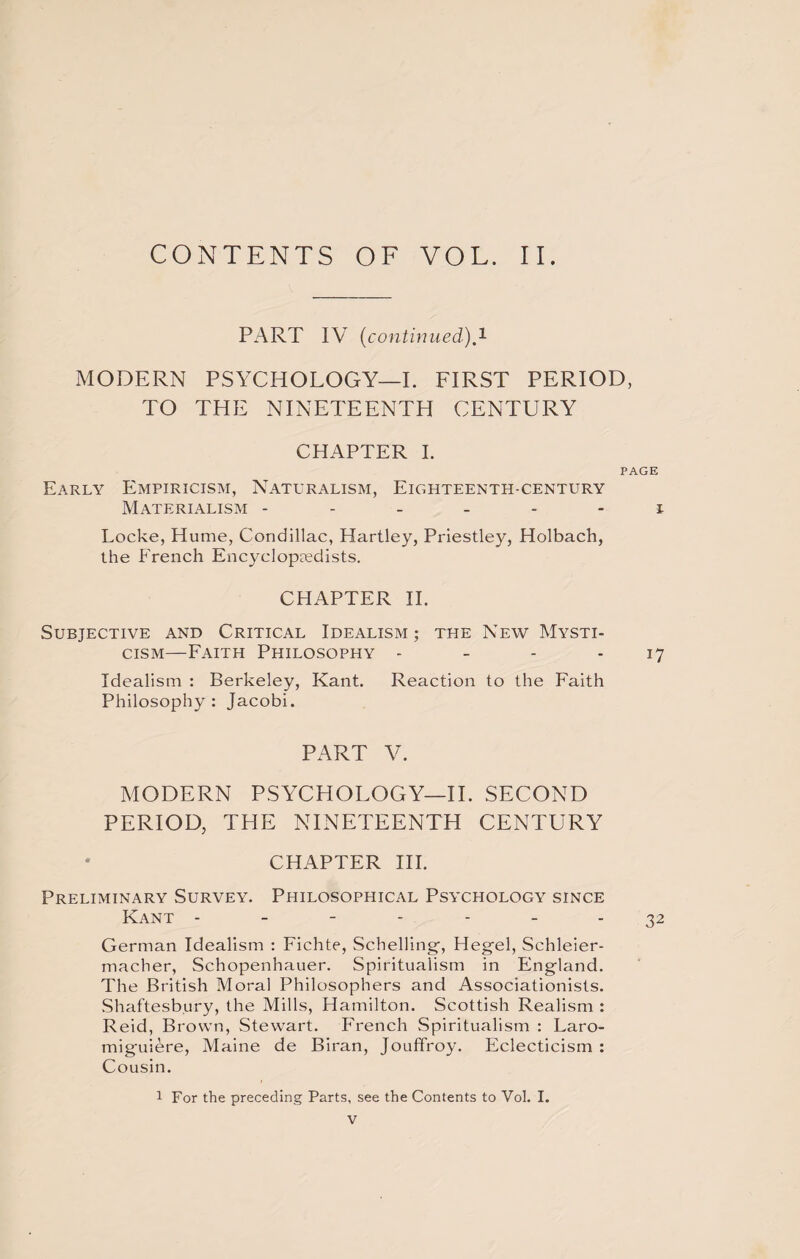 CONTENTS OF VOL. II.
PART IV (continued).¹
MODERN PSYCHOLOGY—I. FIRST PERIOD,
TO THE NINETEENTH CENTURY
CHAPTER I.
PAGE
Early Empiricism, Naturalism, Eighteenth-century
Materialism - - - - - - 1
Locke, Hume, Condillac, Hartley, Priestley, Holbach,
the French Encyclopædists.
CHAPTER II.
Subjective and Critical Idealism; the New Mysti-
cism—Faith Philosophy - - - - 17
Idealism : Berkeley, Kant. Reaction to the Faith
Philosophy : Jacobi.
PART V.
MODERN PSYCHOLOGY—II. SECOND
PERIOD, THE NINETEENTH CENTURY
CHAPTER III.
Preliminary Survey. Philosophical Psychology since
Kant - - - - - - - 32
German Idealism : Fichte, Schelling, Hegel, Schleier-
macher, Schopenhauer. Spiritualism in England.
The British Moral Philosophers and Associationists.
Shaftesbury, the Mills, Hamilton. Scottish Realism :
Reid, Brown, Stewart. French Spiritualism : Laro-
miguière, Maine de Biran, Jouffroy. Eclecticism :
Cousin.
¹ For the preceding Parts, see the Contents to Vol. I.
v